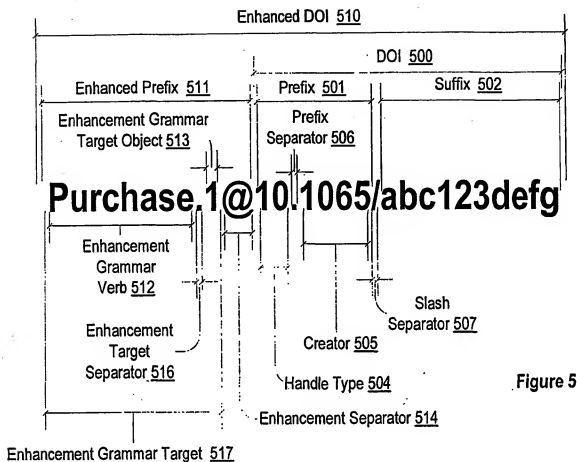 Enhanced DOI 510
DOI 500
Enhanced Prefix 511
Prefix 501
Suffix 502
Enhancement Grammar
Target Object 513
Prefix
Separator 506
Purchase.1@10.1065/abc123defg
Enhancement
Grammar
Verb 512
Slash
Separator 507
Enhancement
Target
Separator 516
Creator 505
Handle Type 504
Figure 5
Enhancement Separator 514
Enhancement Grammar Target 517